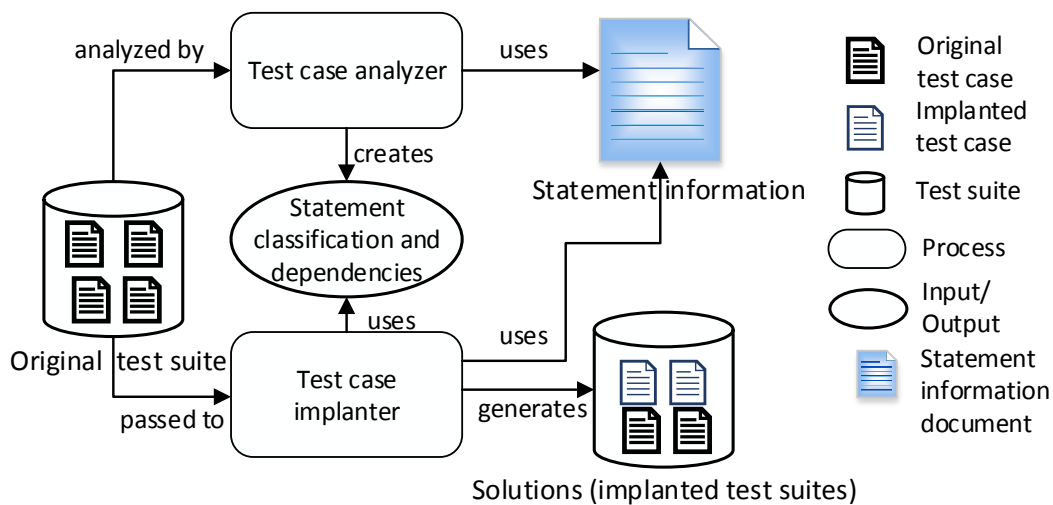 analyzed by
Test case analyzer
uses
creates
Statement information
Statement
classification and
dependencies
uses
Original test suite
passed to
Test case
implanter
uses
generates
Solutions (implanted test suites)
Original
test case
Implanted
test case
Test suite
Process
Input/
Output
Statement
information
document